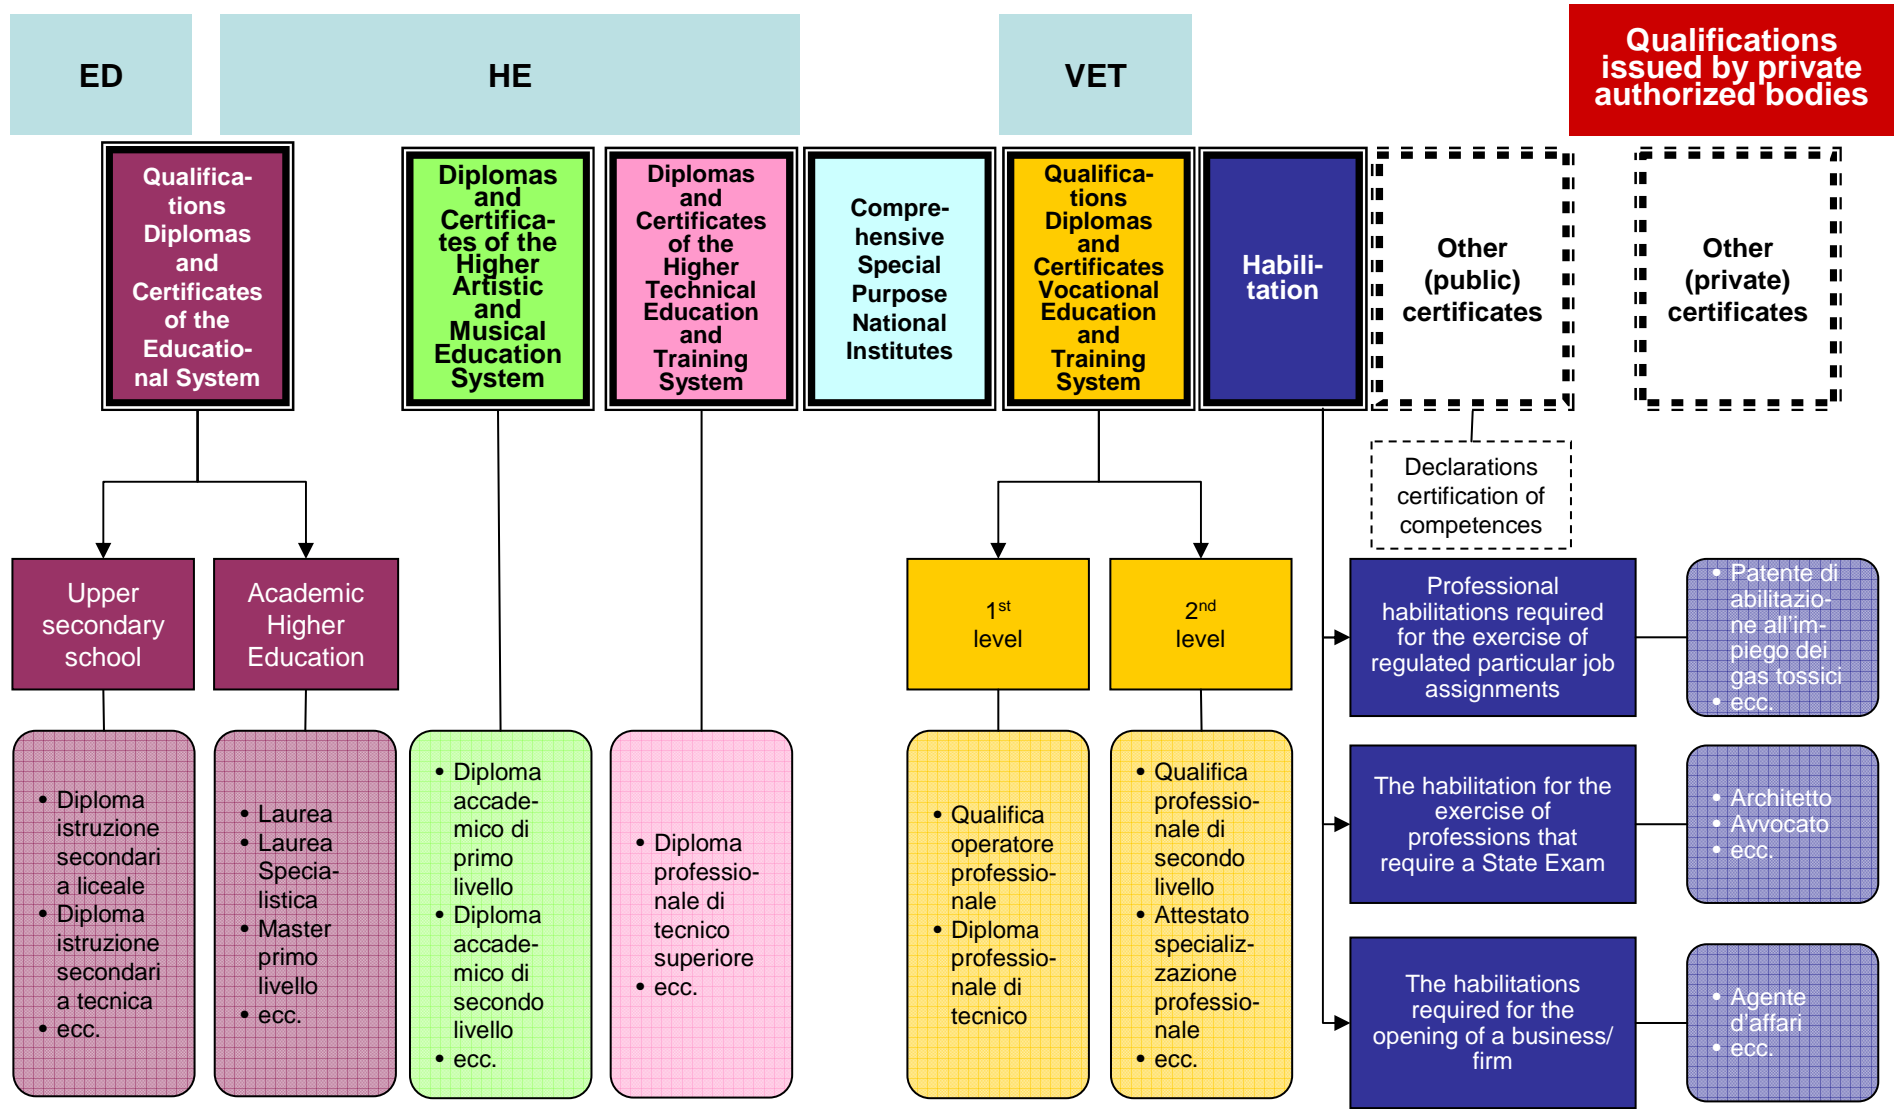 ED
HE
VET
Qualifications
issued by private
authorized bodies
Qualifica-
tions
Diplomas
and
Certificates
of the
Educatio-
nal System
Diplomas
and
Certifica-
tes of the
Higher
Artistic
and
Musical
Education
System
Diplomas
and
Certificates
of the
Higher
Technical
Education
and
Training
System
Compre-
hensive
Special
Purpose
National
Institutes
Qualifica-
tions
Diplomas
and
Certificates
Vocational
Education
and
Training
System
Habili-
tation
Other
(public)
certificates
Other
(private)
certificates
Declarations
certification of
competences
Upper
secondary
school
Academic
Higher
Education
1st
level
2nd
level
Professional
habilitations required
for the exercise of
regulated particular job
assignments
• Patente di
abilitazio-
ne all'im-
piego dei
gas tossici
• ecc.
• Diploma
istruzione
secondari
a liceale
• Diploma
istruzione
secondari
a tecnica
• ecc.
• Laurea
• Laurea
Specia-
listica
• Master
primo
livello
• ecc.
• Diploma
accade-
mico di
primo
livello
• Diploma
accade-
mico di
secondo
livello
• ecc.
• Diploma
professio-
nale di
tecnico
superiore
• ecc.
• Qualifica
operatore
professio-
nale
• Diploma
professio-
nale di
tecnico
• Qualifica
professio-
nale di
secondo
livello
• Attestato
specializ-
zazione
professio-
nale
• ecc.
The habilitation for the
exercise of
professions that
require a State Exam
• Architetto
• Avvocato
• ecc.
The habilitations
required for the
opening of a business/
firm
• Agente
d'affari
• ecc.